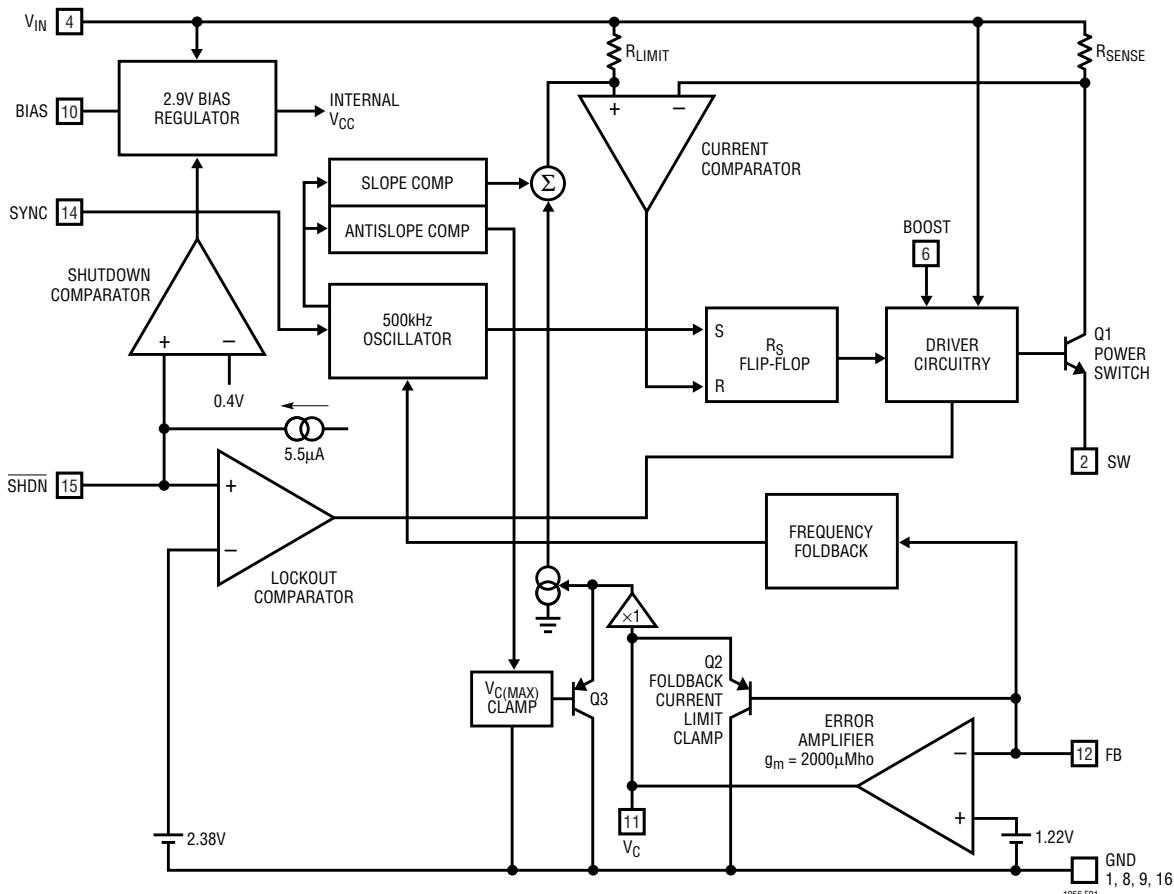 VIN 4
RLIMIT
RSENSE
BIAS 10
2.9V BIAS
REGULATOR
INTERNAL
VCC
+
−
CURRENT
COMPARATOR
SLOPE COMP
Σ
ANTISLOPE COMP
SYNC 14
BOOST
6
SHUTDOWN
COMPARATOR
+
−
0.4V
500kHz
OSCILLATOR
S
R
RS
FLIP-FLOP
DRIVER
CIRCUITRY
Q1
POWER
SWITCH
5.5µA
2 SW
SHDN 15
+
−
LOCKOUT
COMPARATOR
FREQUENCY
FOLDBACK
×1
VC(MAX)
CLAMP
Q3
Q2
FOLDBACK
CURRENT
LIMIT
CLAMP
ERROR
AMPLIFIER
gm = 2000µMho
−
+
12 FB
11
VC
2.38V
1.22V
GND
1, 8, 9, 16
1956 F01